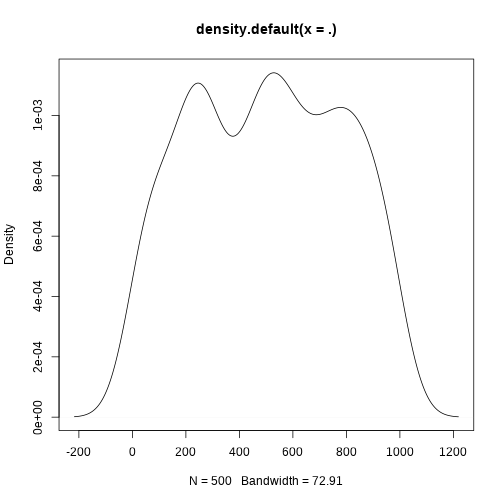 density.default(x = .)
Density
1e-03
8e-04
6e-04
4e-04
2e-04
0e+00
-200 0 200 400 600 800 1000 1200
N = 500 Bandwidth = 72.91